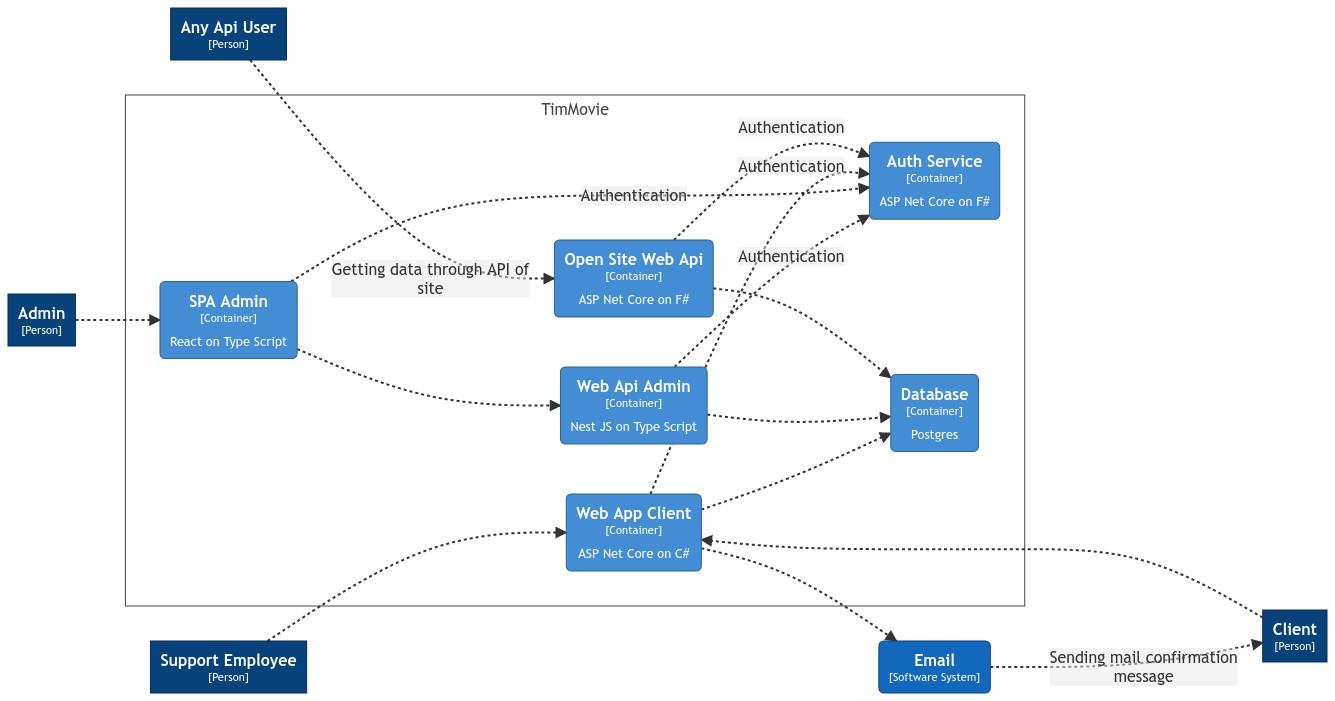 Any Api User
[Person]
TimMovie
Authentication
Authentication
Auth Service
[Container]
ASP Net Core on F#
Authentication
Open Site Web Api
[Container]
ASP Net Core on F#
Authentication
Getting data through API of
site
SPA Admin
[Container]
React on Type Script
Admin
[Person]
Web Api Admin
[Container]
Nest JS on Type Script
Database
[Container]
Postgres
Web App Client
[Container]
ASP Net Core on C#
Support Employee
[Person]
Email
[Software System]
Sending mail confirmation
message
Client
[Person]